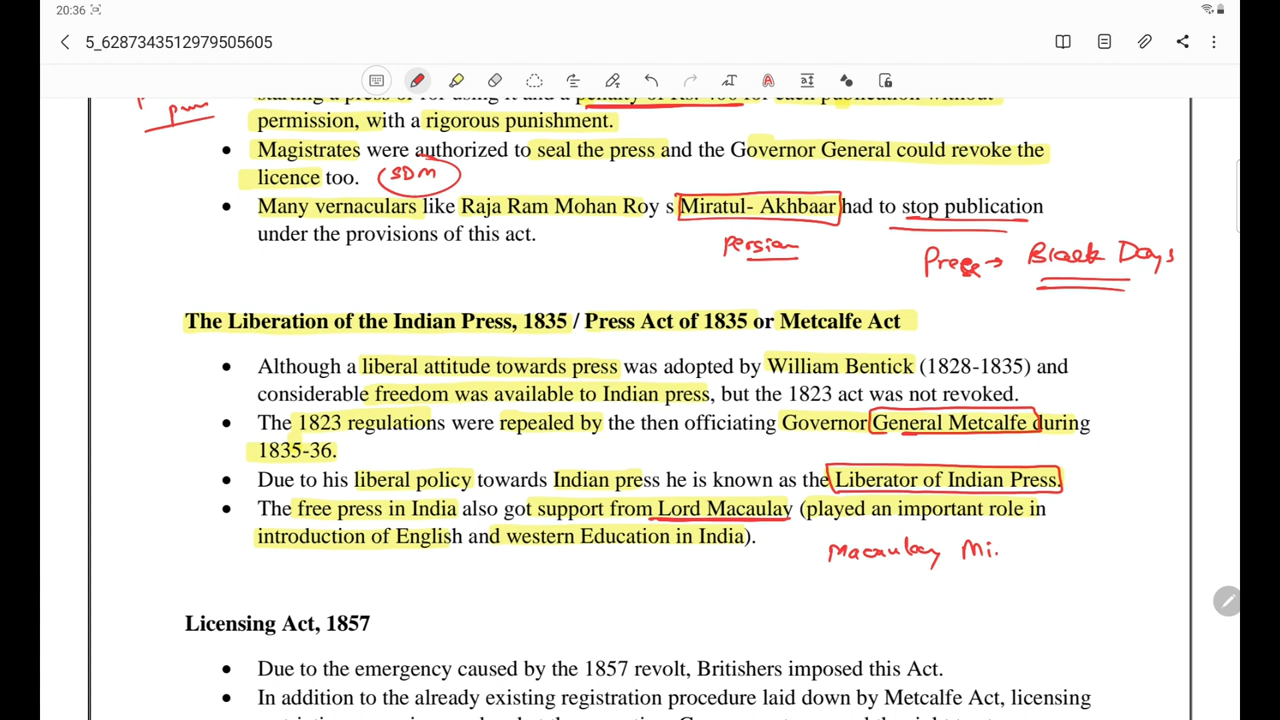 20:36
5_6287343512979505605
starting a press or for using it and a penalty of Rs. 400 for each publication without
permission, with a rigorous punishment.
Magistrates were authorized to seal the press and the Governor General could revoke the
licence too.
SDM
Many vernaculars like Raja Ram Mohan Roy s Miratul- Akhbaar had to stop publication
under the provisions of this act.
Persian
Press → Black Days
The Liberation of the Indian Press, 1835 / Press Act of 1835 or Metcalfe Act
Although a liberal attitude towards press was adopted by William Bentick (1828-1835) and
considerable freedom was available to Indian press, but the 1823 act was not revoked.
The 1823 regulations were repealed by the then officiating Governor General Metcalfe during
1835-36.
Due to his liberal policy towards Indian press he is known as the Liberator of Indian Press.
The free press in India also got support from Lord Macaulay (played an important role in
introduction of English and western Education in India).
Macaulay Mi.
Licensing Act, 1857
Due to the emergency caused by the 1857 revolt, Britishers imposed this Act.
In addition to the already existing registration procedure laid down by Metcalfe Act, licensing